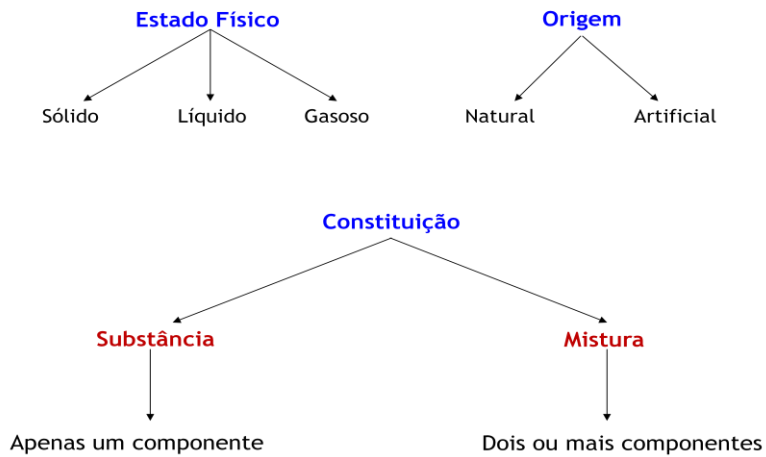 Estado Físico
Origem
Sólido
Líquido
Gasoso
Natural
Artificial
Constituição
Substância
Mistura
Apenas um componente
Dois ou mais componentes